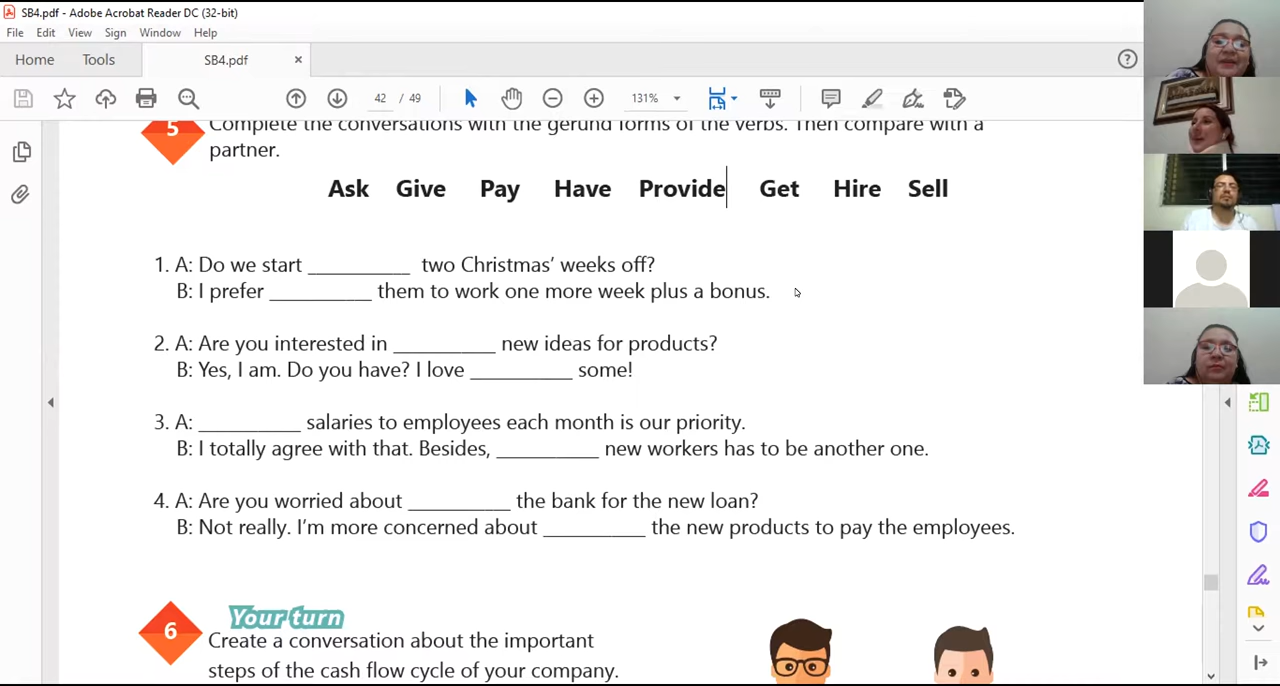 SB4.pdf - Adobe Acrobat Reader DC (32-bit)
File Edit View Sign Window Help
Home Tools SB4.pdf ×
42 / 49 131%
5 Complete the conversations with the gerund forms of the verbs. Then compare with a
partner.
Ask Give Pay Have Provide Get Hire Sell
1. A: Do we start __________ two Christmas’ weeks off?
B: I prefer __________ them to work one more week plus a bonus.
2. A: Are you interested in __________ new ideas for products?
B: Yes, I am. Do you have? I love __________ some!
3. A: __________ salaries to employees each month is our priority.
B: I totally agree with that. Besides, __________ new workers has to be another one.
4. A: Are you worried about __________ the bank for the new loan?
B: Not really. I’m more concerned about __________ the new products to pay the employees.
6 Your turn
Create a conversation about the important
steps of the cash flow cycle of your company.